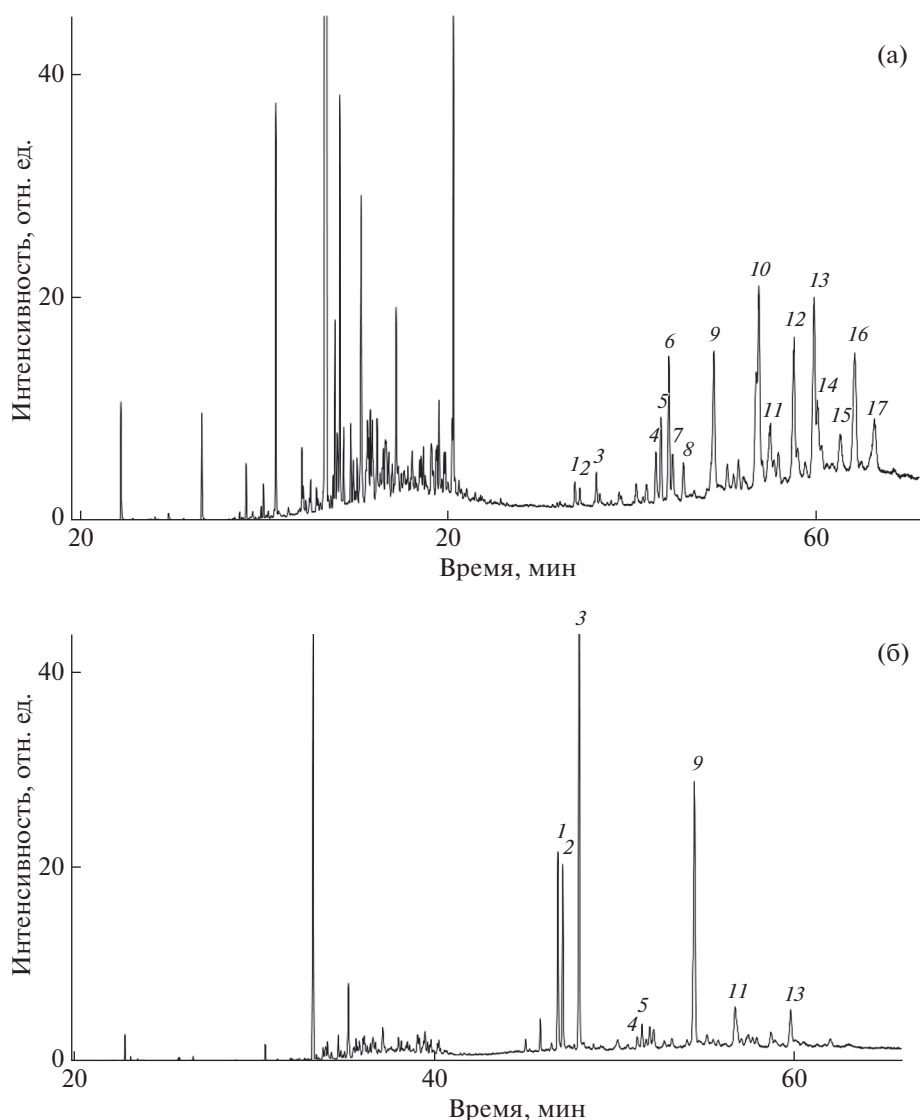 (а)
Интенсивность, отн. ед.
40
20
0
1 2 3 4 5 6 7 8 9 10 11 12 13 14 15 16 17
20 20 60
Время, мин
(б)
Интенсивность, отн. ед.
40
20
0
1 2 3 4 5 9 11 13
20 40 60
Время, мин